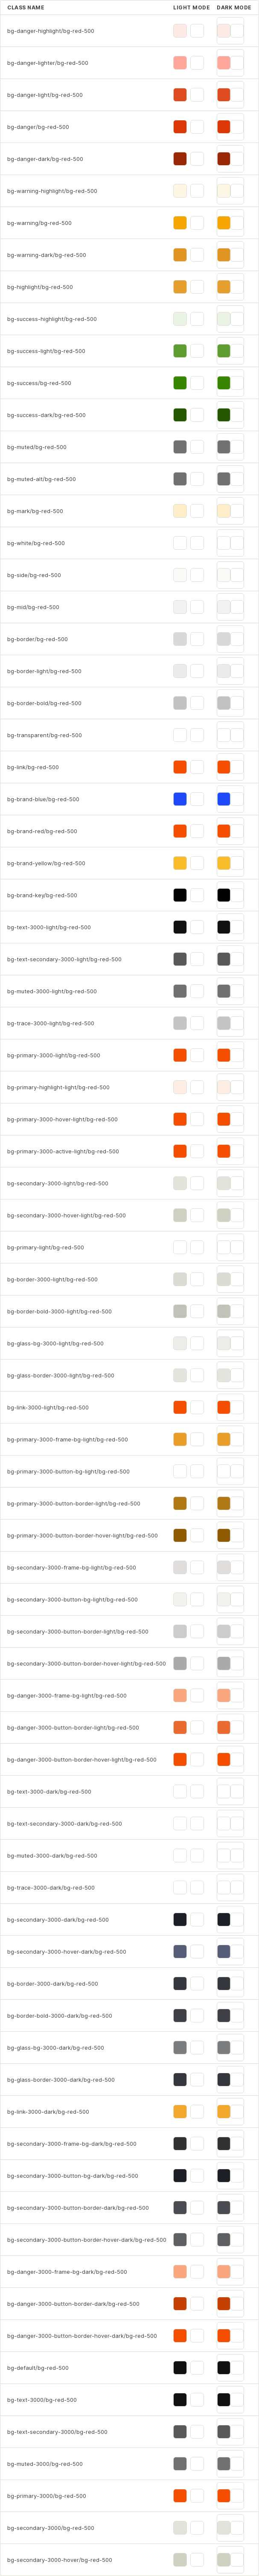 CLASS NAME LIGHT MODE DARK MODE
bg-danger-highlight/bg-red-500
bg-danger-lighter/bg-red-500
bg-danger-light/bg-red-500
bg-danger/bg-red-500
bg-danger-dark/bg-red-500
bg-warning-highlight/bg-red-500
bg-warning/bg-red-500
bg-warning-dark/bg-red-500
bg-highlight/bg-red-500
bg-success-highlight/bg-red-500
bg-success-light/bg-red-500
bg-success/bg-red-500
bg-success-dark/bg-red-500
bg-muted/bg-red-500
bg-muted-alt/bg-red-500
bg-mark/bg-red-500
bg-white/bg-red-500
bg-side/bg-red-500
bg-mid/bg-red-500
bg-border/bg-red-500
bg-border-light/bg-red-500
bg-border-bold/bg-red-500
bg-transparent/bg-red-500
bg-link/bg-red-500
bg-brand-blue/bg-red-500
bg-brand-red/bg-red-500
bg-brand-yellow/bg-red-500
bg-brand-key/bg-red-500
bg-text-3000-light/bg-red-500
bg-text-secondary-3000-light/bg-red-500
bg-muted-3000-light/bg-red-500
bg-trace-3000-light/bg-red-500
bg-primary-3000-light/bg-red-500
bg-primary-highlight-light/bg-red-500
bg-primary-3000-hover-light/bg-red-500
bg-primary-3000-active-light/bg-red-500
bg-secondary-3000-light/bg-red-500
bg-secondary-3000-hover-light/bg-red-500
bg-primary-light/bg-red-500
bg-border-3000-light/bg-red-500
bg-border-bold-3000-light/bg-red-500
bg-glass-bg-3000-light/bg-red-500
bg-glass-border-3000-light/bg-red-500
bg-link-3000-light/bg-red-500
bg-primary-3000-frame-bg-light/bg-red-500
bg-primary-3000-button-bg-light/bg-red-500
bg-primary-3000-button-border-light/bg-red-500
bg-primary-3000-button-border-hover-light/bg-red-500
bg-secondary-3000-frame-bg-light/bg-red-500
bg-secondary-3000-button-bg-light/bg-red-500
bg-secondary-3000-button-border-light/bg-red-500
bg-secondary-3000-button-border-hover-light/bg-red-500
bg-danger-3000-frame-bg-light/bg-red-500
bg-danger-3000-button-border-light/bg-red-500
bg-danger-3000-button-border-hover-light/bg-red-500
bg-text-3000-dark/bg-red-500
bg-text-secondary-3000-dark/bg-red-500
bg-muted-3000-dark/bg-red-500
bg-trace-3000-dark/bg-red-500
bg-secondary-3000-dark/bg-red-500
bg-secondary-3000-hover-dark/bg-red-500
bg-border-3000-dark/bg-red-500
bg-border-bold-3000-dark/bg-red-500
bg-glass-bg-3000-dark/bg-red-500
bg-glass-border-3000-dark/bg-red-500
bg-link-3000-dark/bg-red-500
bg-secondary-3000-frame-bg-dark/bg-red-500
bg-secondary-3000-button-bg-dark/bg-red-500
bg-secondary-3000-button-border-dark/bg-red-500
bg-secondary-3000-button-border-hover-dark/bg-red-500
bg-danger-3000-frame-bg-dark/bg-red-500
bg-danger-3000-button-border-dark/bg-red-500
bg-danger-3000-button-border-hover-dark/bg-red-500
bg-default/bg-red-500
bg-text-3000/bg-red-500
bg-text-secondary-3000/bg-red-500
bg-muted-3000/bg-red-500
bg-primary-3000/bg-red-500
bg-secondary-3000/bg-red-500
bg-secondary-3000-hover/bg-red-500